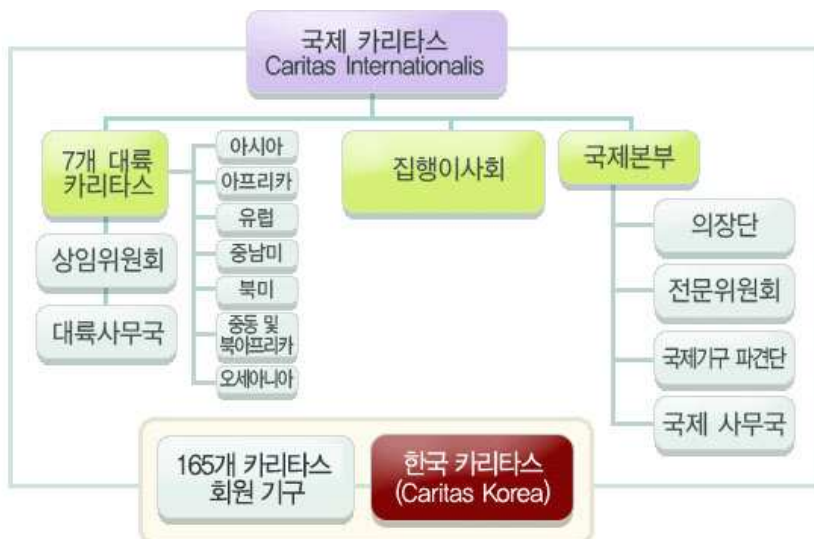 국제 카리타스
Caritas Internationalis
7개 대륙
카리타스
상임위원회
대륙사무국
아시아
아프리카
유럽
중남미
북미
중동 및
북아프리카
오세아니아
집행이사회
국제본부
의장단
전문위원회
국제기구 파견단
국제 사무국
165개 카리타스
회원 기구
한국 카리타스
(Caritas Korea)